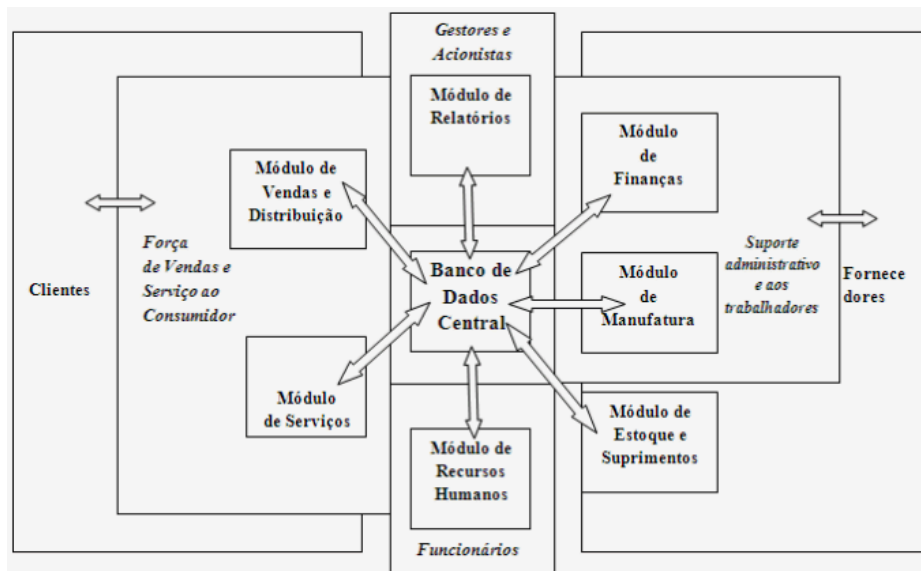 Gestores e
Acionistas
Módulo de
Relatórios
Módulo
de
Finanças
Módulo de
Vendas e
Distribuição
Força
de Vendas e
Serviço ao
Consumidor
Clientes
Banco de
Dados
Central
Módulo
de
Manufatura
Suporte
administrativo
e aos
trabalhadores
Fornece
dores
Módulo
de Serviços
Módulo de
Recursos
Humanos
Módulo de
Estoque e
Suprimentos
Funcionários